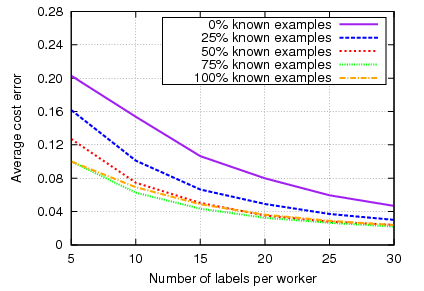 0.28
0.24
0.20
0.16
0.12
0.08
0.04
0
Average cost error
0% known examples
25% known examples
50% known examples
75% known examples
100% known examples
5 10 15 20 25 30
Number of labels per worker